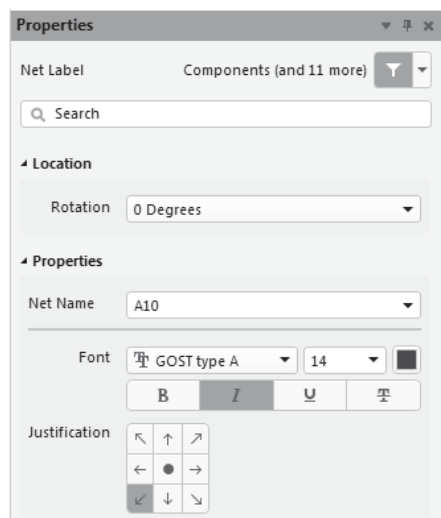 Properties
Net Label Components (and 11 more)
Search
Location
Rotation 0 Degrees
Properties
Net Name A10
Font Tr GOST type A 14
B I U T
Justification